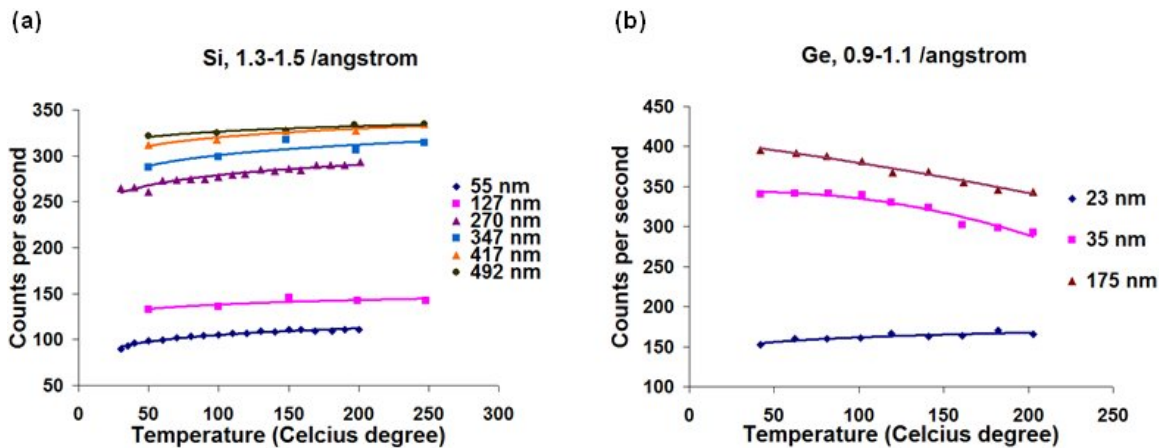 (a)
Si, 1.3-1.5 /angstrom
350
300
250
200
150
100
50
0 50 100 150 200 250 300
Counts per second
Temperature (Celcius degree)
55 nm
127 nm
270 nm
347 nm
417 nm
492 nm
(b)
Ge, 0.9-1.1 /angstrom
450
400
350
300
250
200
150
100
0 50 100 150 200 250
Counts per second
Temperature (Celcius degree)
23 nm
35 nm
175 nm